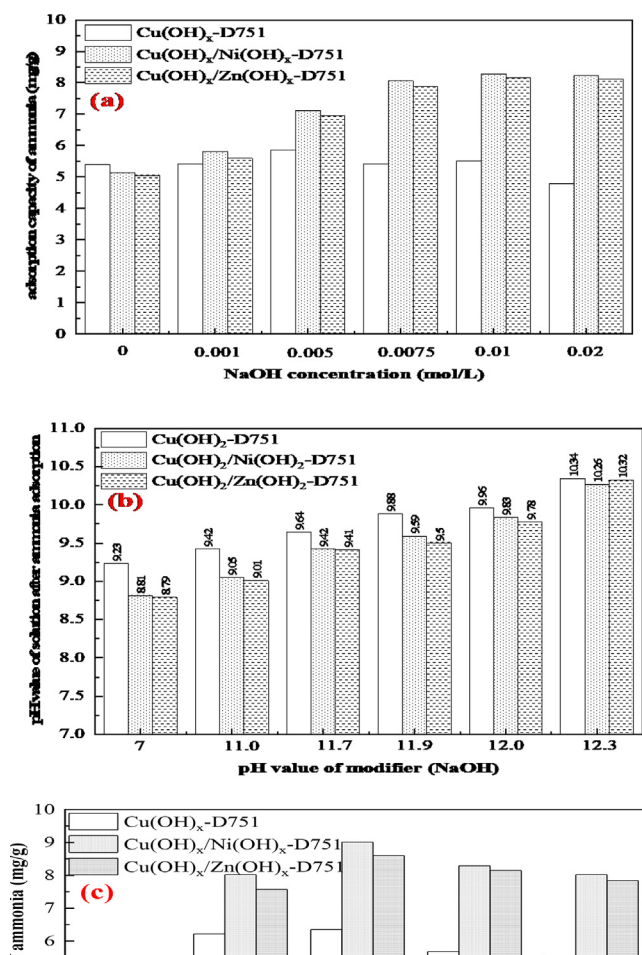 10
Cu(OH)x-D751
9
Cu(OH)x/Ni(OH)x-D751
Cu(OH)x/Zn(OH)x-D751
8
(a)
7
6
5
4
3
2
1
0
adsorption capacity of ammonia (mg/g)
0 0.001 0.005 0.0075 0.01 0.02
NaOH concentration (mol/L)
11.0
Cu(OH)2-D751
10.5
Cu(OH)2/Ni(OH)2-D751
Cu(OH)2/Zn(OH)2-D751
(b)
10.0
9.5
9.0
8.5
8.0
7.5
7.0
pH value of solution after ammonia adsorption
9.23 8.81 8.79 9.42 9.05 9.01 9.64 9.42 9.41 9.88 9.59 9.5 9.96 9.83 9.78 10.34 10.26 10.32
7 11.0 11.7 11.9 12.0 12.3
pH value of modifier (NaOH)
10
Cu(OH)x-D751
9
Cu(OH)x/Ni(OH)x-D751
Cu(OH)x/Zn(OH)x-D751
8
(c)
7
6
ammonia (mg/g)